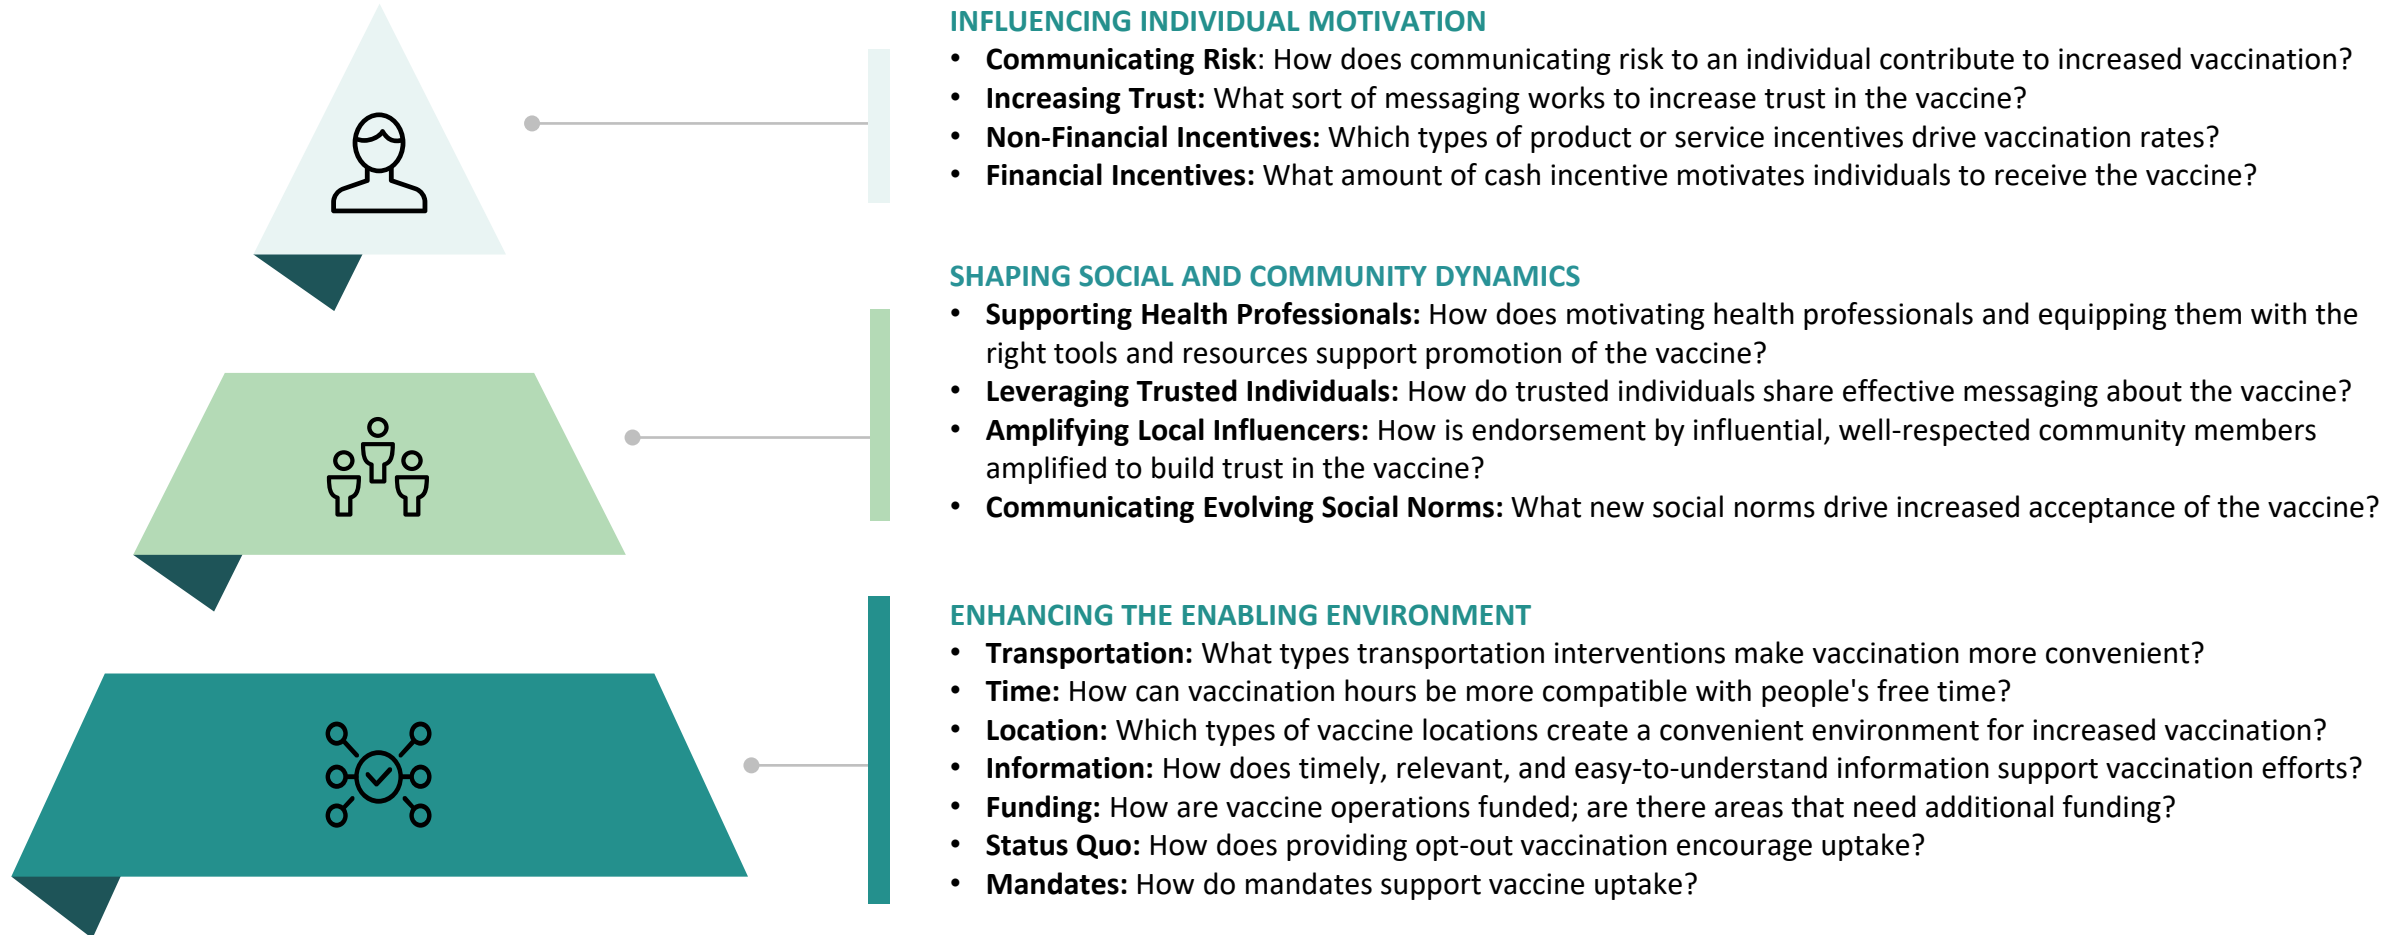 INFLUENCING INDIVIDUAL MOTIVATION
• Communicating Risk: How does communicating risk to an individual contribute to increased vaccination?
• Increasing Trust: What sort of messaging works to increase trust in the vaccine?
• Non-Financial Incentives: Which types of product or service incentives drive vaccination rates?
• Financial Incentives: What amount of cash incentive motivates individuals to receive the vaccine?
SHAPING SOCIAL AND COMMUNITY DYNAMICS
• Supporting Health Professionals: How does motivating health professionals and equipping them with the
right tools and resources support promotion of the vaccine?
• Leveraging Trusted Individuals: How do trusted individuals share effective messaging about the vaccine?
• Amplifying Local Influencers: How is endorsement by influential, well-respected community members
amplified to build trust in the vaccine?
• Communicating Evolving Social Norms: What new social norms drive increased acceptance of the vaccine?
ENHANCING THE ENABLING ENVIRONMENT
• Transportation: What types transportation interventions make vaccination more convenient?
• Time: How can vaccination hours be more compatible with people's free time?
• Location: Which types of vaccine locations create a convenient environment for increased vaccination?
• Information: How does timely, relevant, and easy-to-understand information support vaccination efforts?
• Funding: How are vaccine operations funded; are there areas that need additional funding?
• Status Quo: How does providing opt-out vaccination encourage uptake?
• Mandates: How do mandates support vaccine uptake?